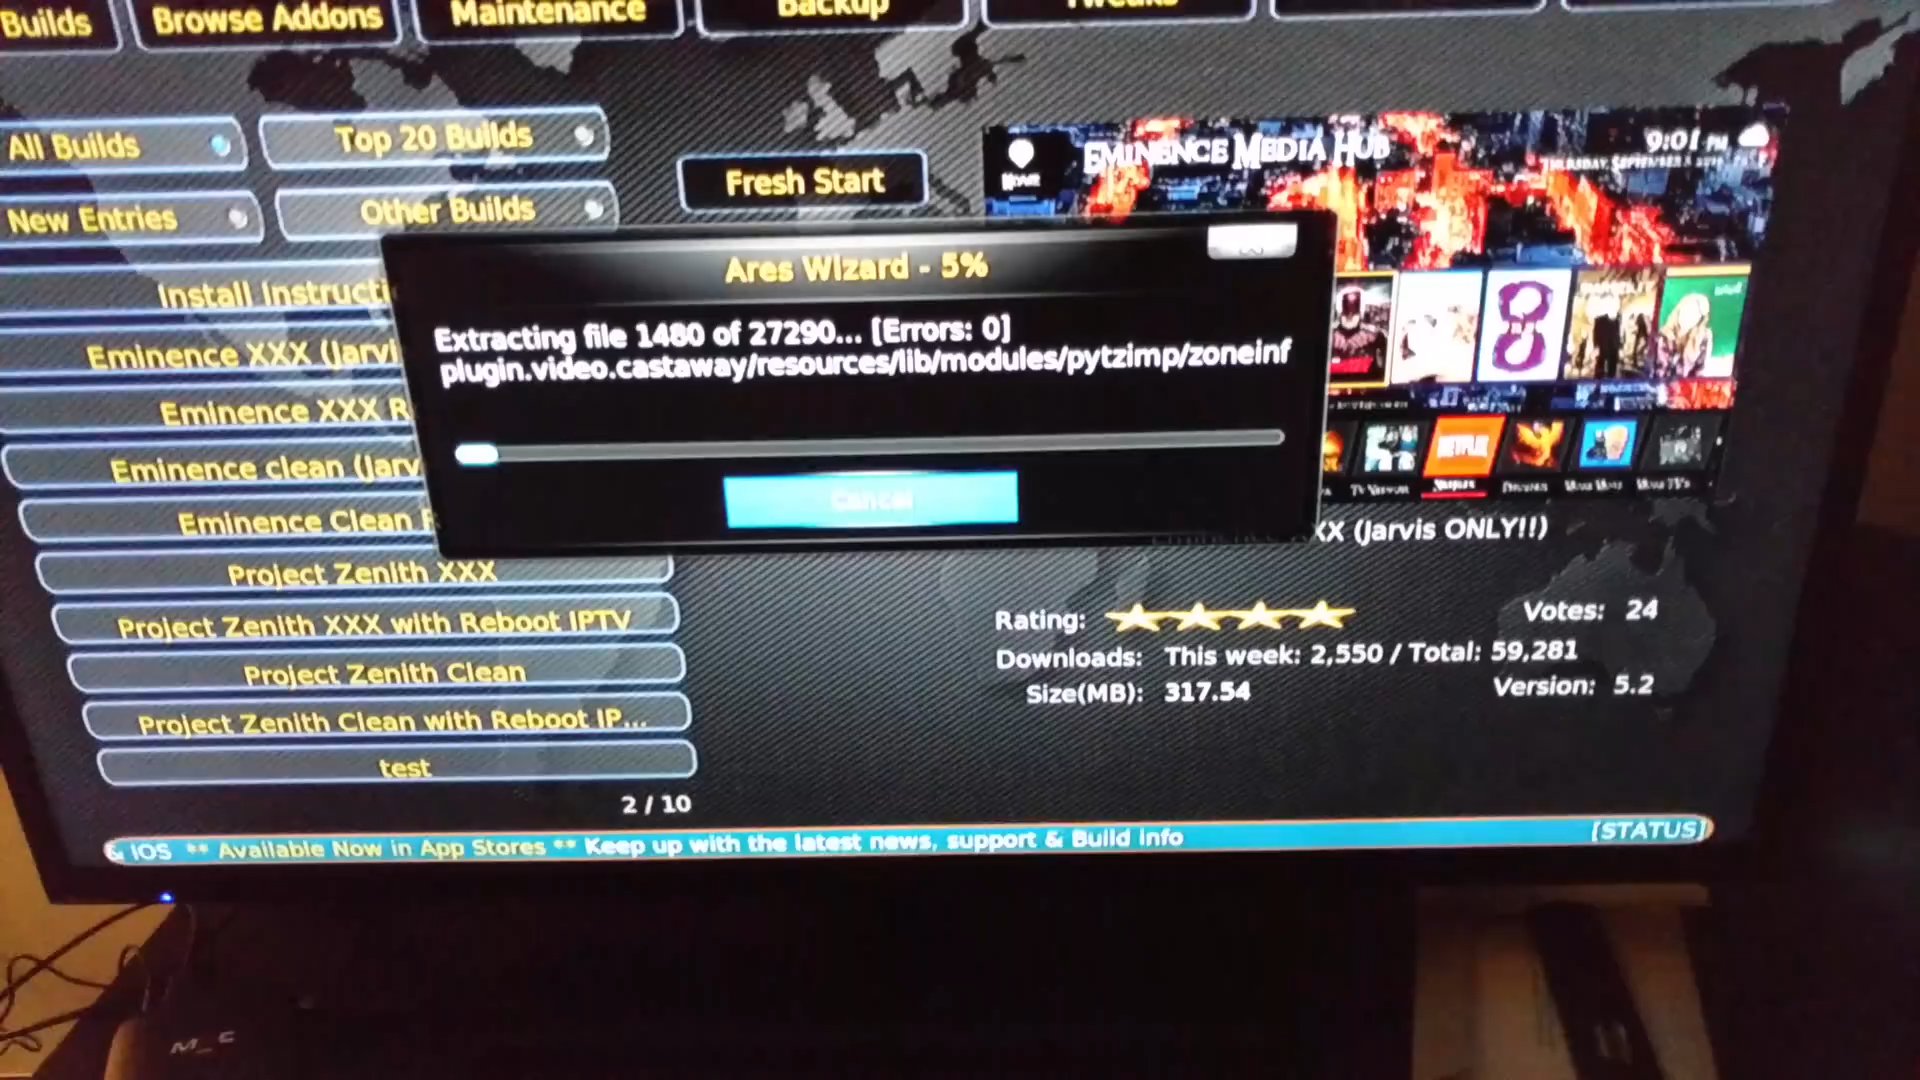 Builds
Browse Addons
Maintenance
Backup
Tweaks
All Builds
Top 20 Builds
New Entries
Other Builds
Fresh Start
EMINENCE MEDIA HUB
9:01 PM
Ares Wizard - 5%
Extracting file 1480 of 27290... [Errors: 0]
plugin.video.castaway/resources/lib/modules/pytzimp/zoneinf
Cancel
Install Instructi
Eminence XXX (Jarvi
Eminence XXX R
Eminence clean (Jarv
Eminence Clean
Project Zenith XXX
Project Zenith XXX with Reboot IPTV
Project Zenith Clean
Project Zenith Clean with Reboot IP...
test
2 / 10
NETFLIX
XX (Jarvis ONLY!!)
Rating:
Votes: 24
Downloads: This week: 2,550 / Total: 59,281
Size(MB): 317.54
Version: 5.2
& iOS ** Available Now in App Stores ** Keep up with the latest news, support & Build info
[STATUS]